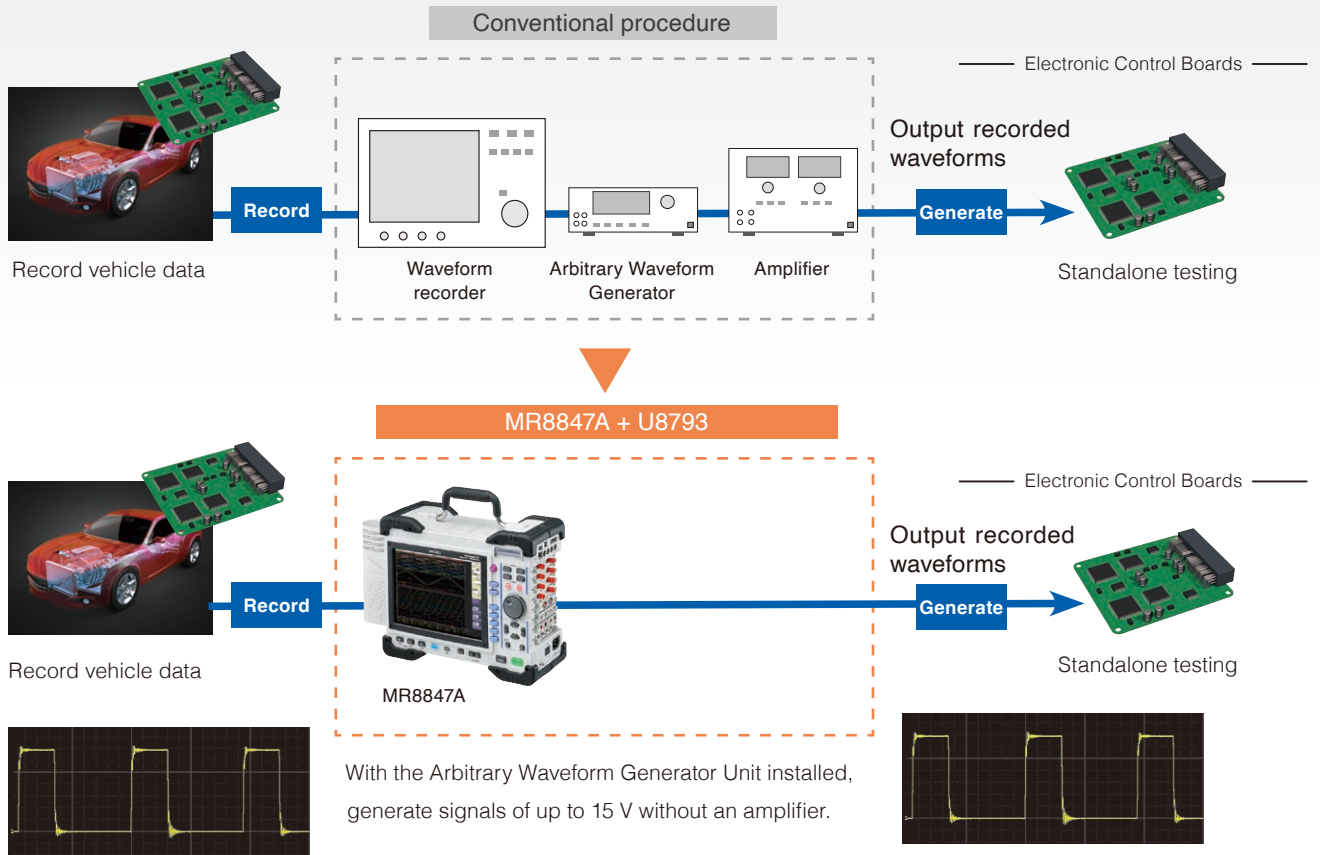 Conventional procedure
Electronic Control Boards
Record
Output recorded
waveforms
Generate
Record vehicle data
Waveform
recorder
Arbitrary Waveform
Generator
Amplifier
Standalone testing
MR8847A + U8793
Electronic Control Boards
Record
Output recorded
waveforms
Generate
Record vehicle data
MR8847A
Standalone testing
With the Arbitrary Waveform Generator Unit installed,
generate signals of up to 15 V without an amplifier.